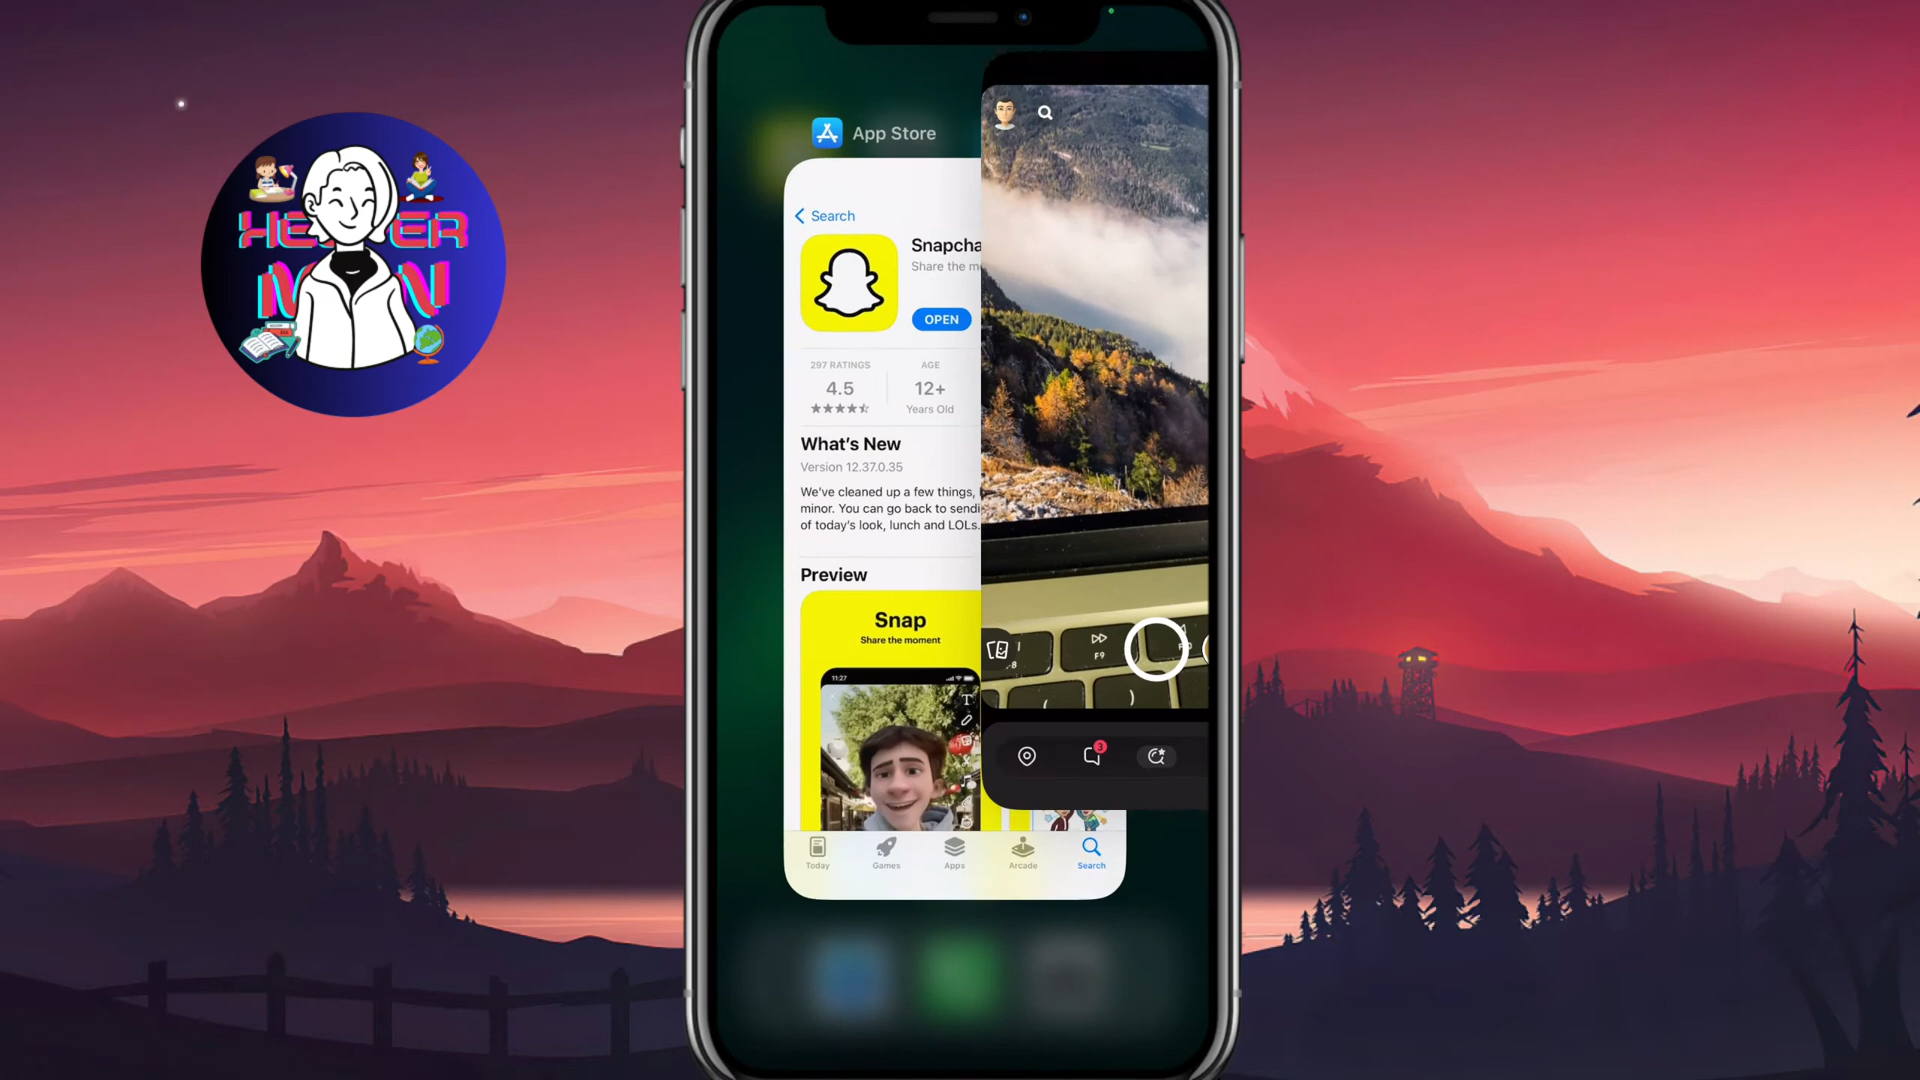 App Store
Search
Snapcha
Share the m
OPEN
297 RATINGS
4.5
AGE
12+
Years Old
What's New
Version 12.37.0.35
We've cleaned up a few things,
minor. You can go back to sendi
of today's look, lunch and LOLs.
Preview
Snap
Share the moment
11:27
T
F9
3
Today
Games
Apps
Arcade
Search